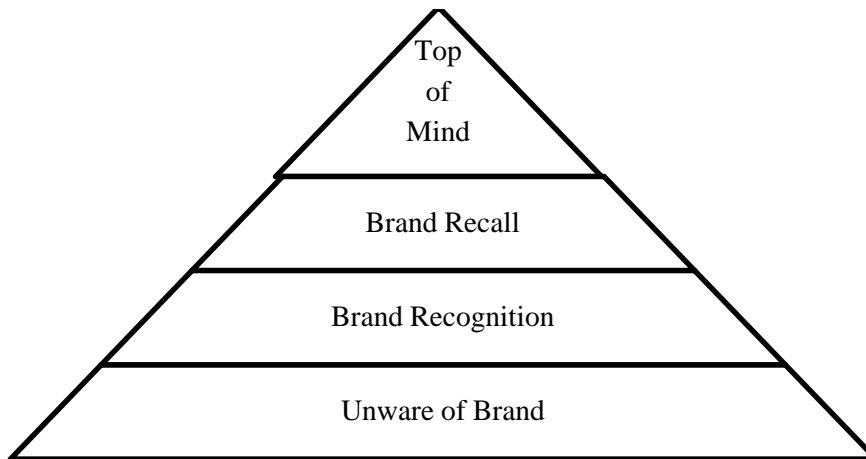 Top
of
Mind
Brand Recall
Brand Recognition
Unware of Brand